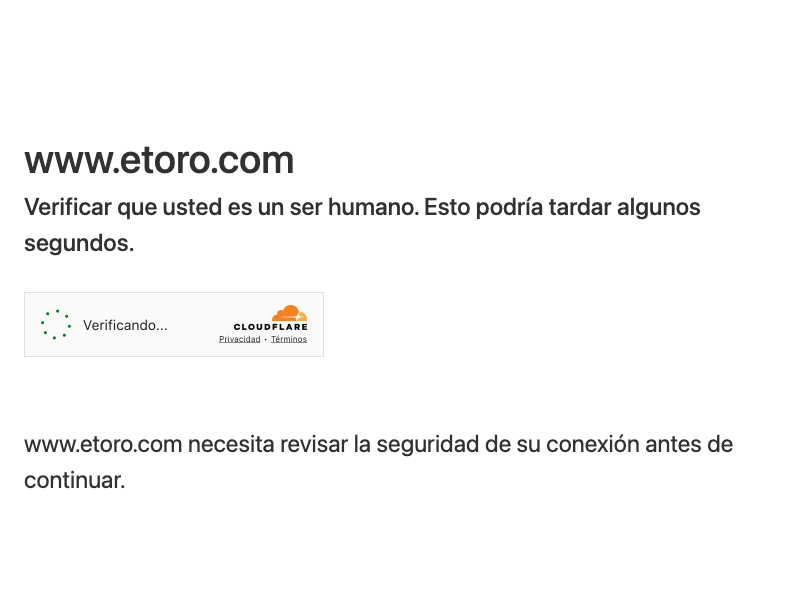 www.etoro.com
Verificar que usted es un ser humano. Esto podría tardar algunos
segundos.
Verificando...
CLOUDFLARE
Privacidad • Términos
www.etoro.com necesita revisar la seguridad de su conexión antes de
continuar.